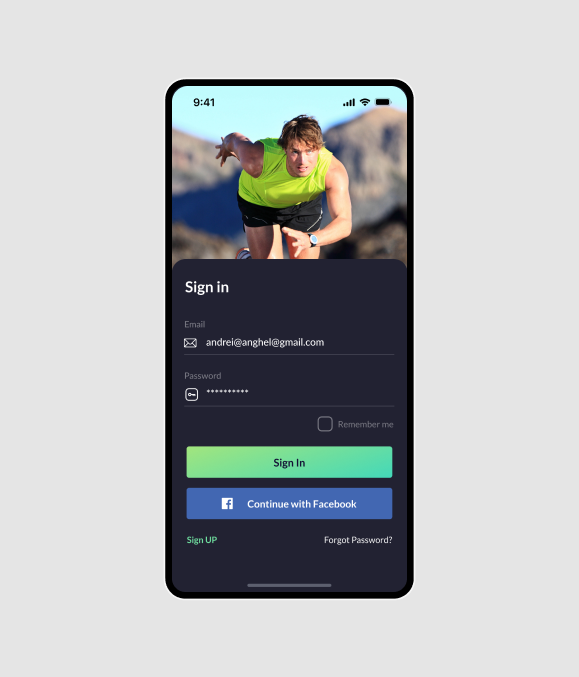 9:41
Sign in
Email
andrei@anghel@gmail.com
Password
**********
Remember me
Sign In
Continue with Facebook
Sign UP
Forgot Password?